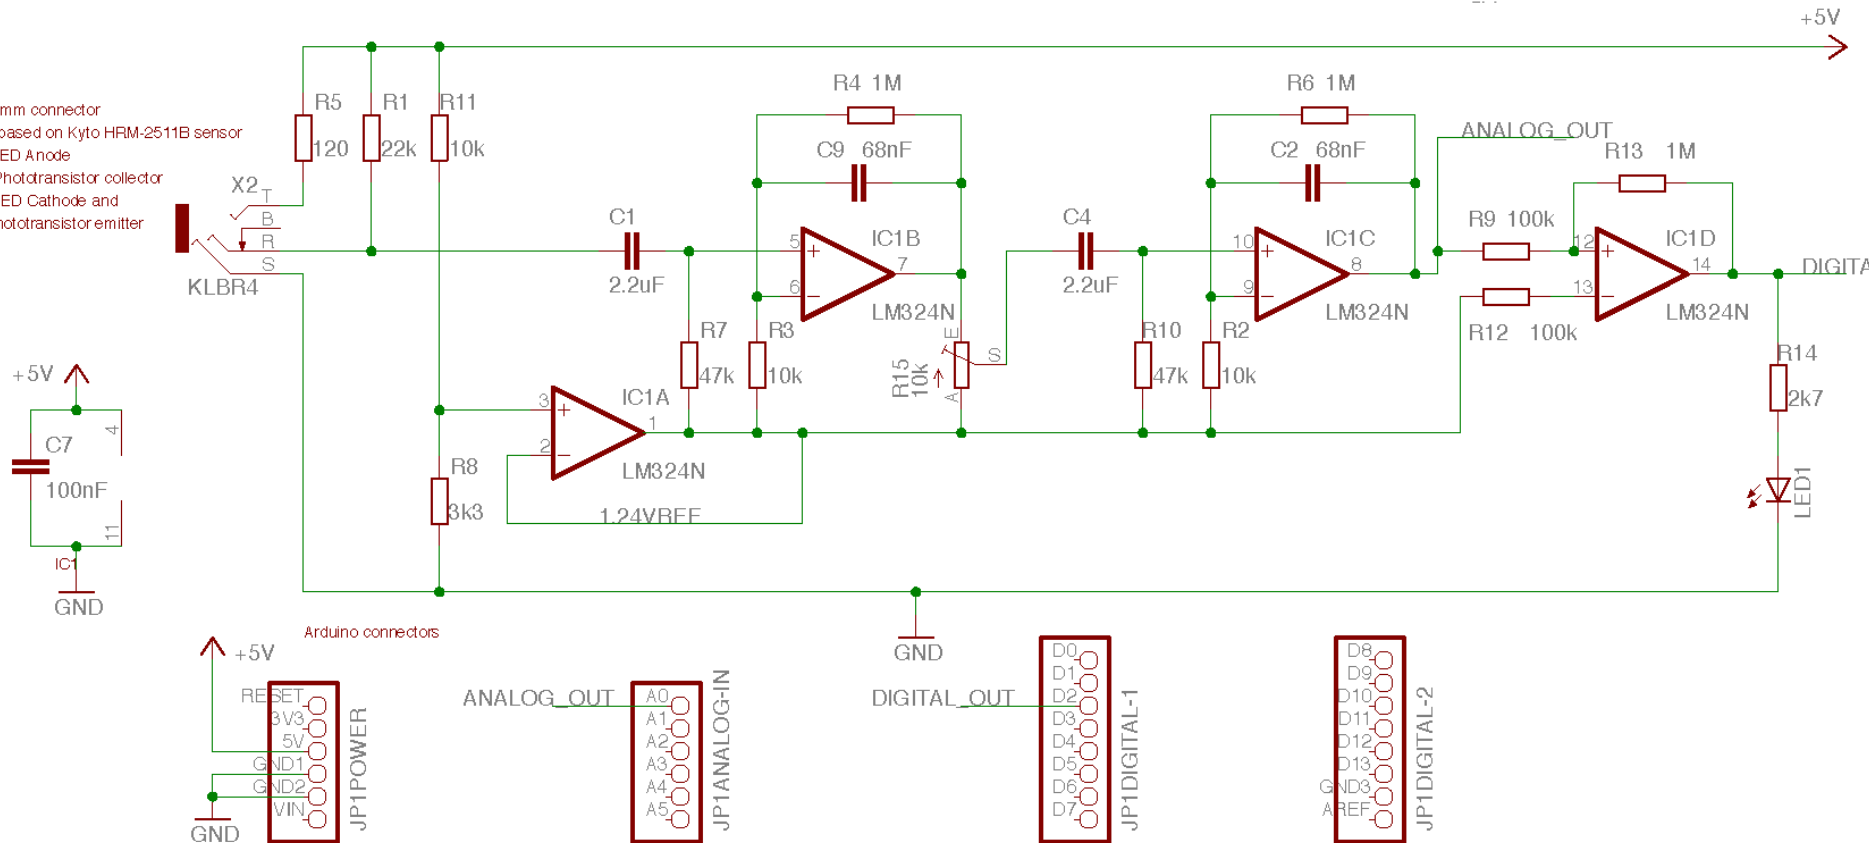 +5V
mm connector
based on Kyto HRM-2511B sensor
ED Anode
Phototransistor collector
ED Cathode and
hototransistor emitter
R5
120
R1
22k
R11
10k
X2
T
B
R
S
KLBR4
C1
2.2uF
R4 1M
C9 68nF
5
6
7
+
−
IC1B
LM324N
R7
47k
R3
10k
E
S
A
R15
10k
C4
2.2uF
R6 1M
C2 68nF
10
9
8
+
−
IC1C
LM324N
R10
47k
R2
10k
ANALOG_OUT
R13 1M
R9 100k
R12 100k
12
13
14
+
−
IC1D
LM324N
DIGITA
R14
2k7
LED1
+5V
C7
100nF
4
11
IC1
GND
3
2
1
+
−
IC1A
LM324N
R8
3k3
1.24VREF
GND
Arduino connectors
+5V
RESET
3V3
5V
GND1
GND2
VIN
JP1POWER
GND
ANALOG_OUT
A0
A1
A2
A3
A4
A5
JP1ANALOG-IN
DIGITAL_OUT
D0
D1
D2
D3
D4
D5
D6
D7
JP1DIGITAL-1
D8
D9
D10
D11
D12
D13
GND3
AREF
JP1DIGITAL-2